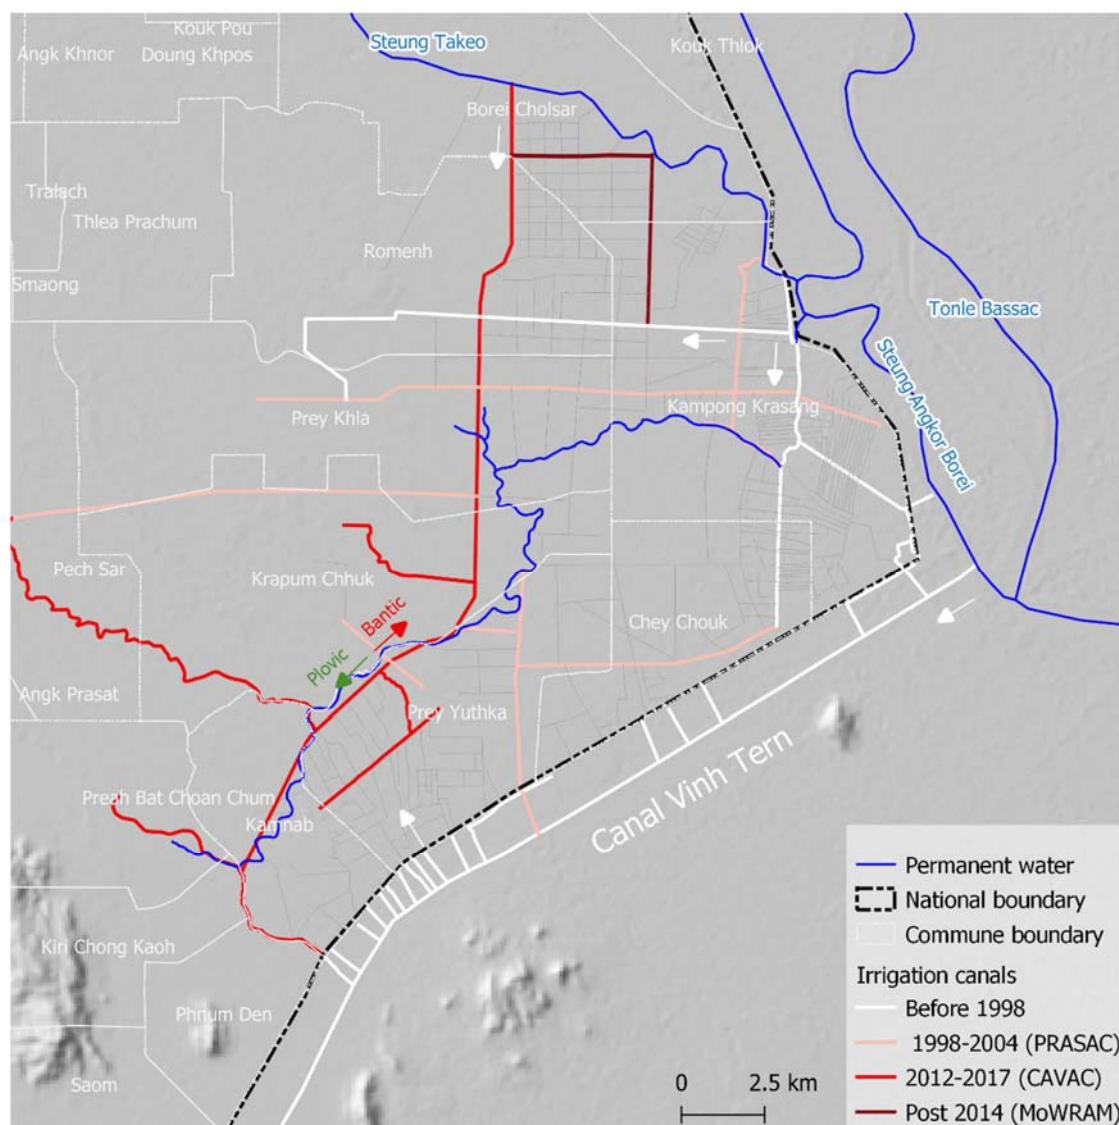 Kouk Pou
Steung Takeo
Kouk Thlok
Angk Khnor
Doung Khpos
Borei Cholsar
Tralach
Thlea Prachum
Romenh
Smaong
Tonle Bassac
Steung Angkor Borei
Prey Khla
Kampong Krasang
Pech Sar
Krapum Chhuk
Bantic
Plovic
Chey Chouk
Angk Prasat
Prey Yuthka
Canal Vinh Tern
Preah Bat Choan Chum
Kamnab
Kiri Chong Kaoh
Phnum Den
Saom
Permanent water
National boundary
Commune boundary
Irrigation canals
Before 1998
1998-2004 (PRASAC)
2012-2017 (CAVAC)
Post 2014 (MoWRAM)
0 2.5 km